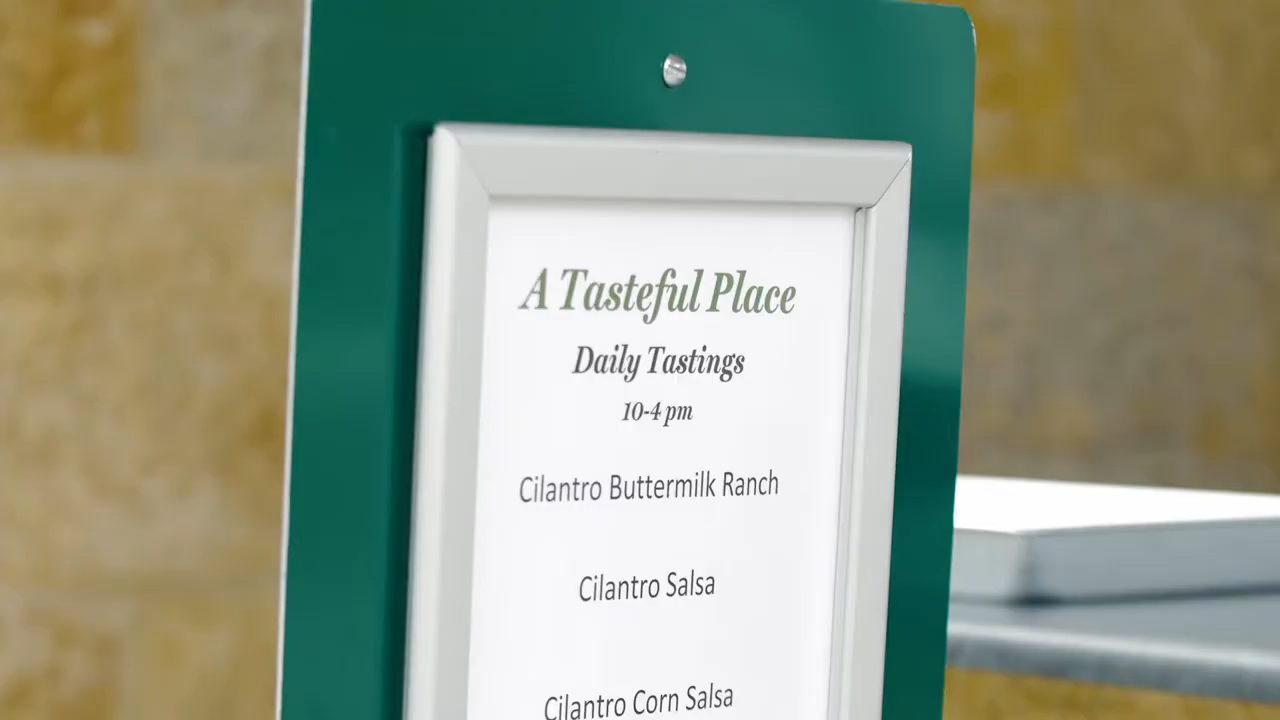 A Tasteful Place
Daily Tastings
10-4 pm
Cilantro Buttermilk Ranch
Cilantro Salsa
Cilantro Corn Salsa